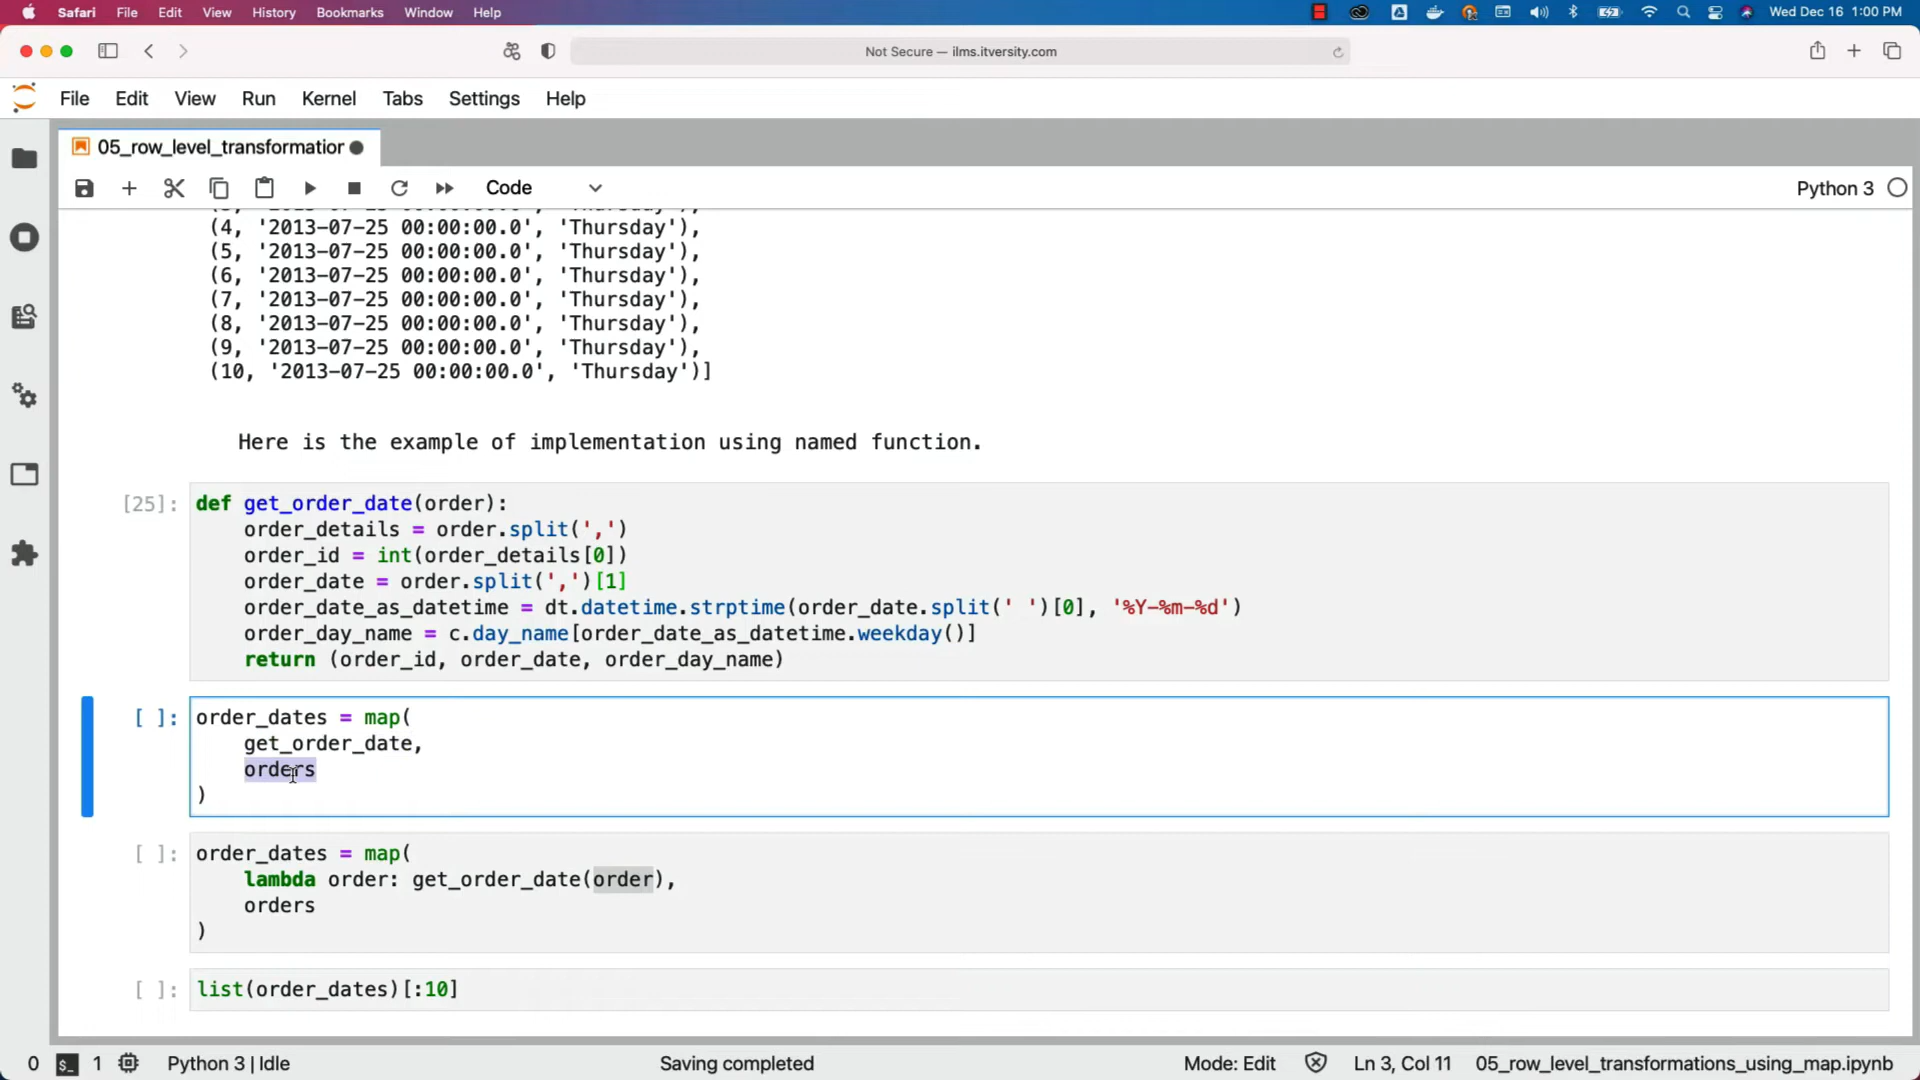 Safari File Edit View History Bookmarks Window Help Wed Dec 16 1:00 PM
Not Secure — ilms.itversity.com
File Edit View Run Kernel Tabs Settings Help
05_row_level_transformation
Code Python 3
(4, '2013-07-25 00:00:00.0', 'Thursday'),
(5, '2013-07-25 00:00:00.0', 'Thursday'),
(6, '2013-07-25 00:00:00.0', 'Thursday'),
(7, '2013-07-25 00:00:00.0', 'Thursday'),
(8, '2013-07-25 00:00:00.0', 'Thursday'),
(9, '2013-07-25 00:00:00.0', 'Thursday'),
(10, '2013-07-25 00:00:00.0', 'Thursday')]
Here is the example of implementation using named function.
[25]: def get_order_date(order):
order_details = order.split(',')
order_id = int(order_details[0])
order_date = order.split(',')[1]
order_date_as_datetime = dt.datetime.strptime(order_date.split(' ')[0], '%Y-%m-%d')
order_day_name = c.day_name[order_date_as_datetime.weekday()]
return (order_id, order_date, order_day_name)
[ ]: order_dates = map(
get_order_date,
orders
)
[ ]: order_dates = map(
lambda order: get_order_date(order),
orders
)
[ ]: list(order_dates)[:10]
0 $_ 1 Python 3 | Idle Saving completed Mode: Edit Ln 3, Col 11 05_row_level_transformations_using_map.ipynb